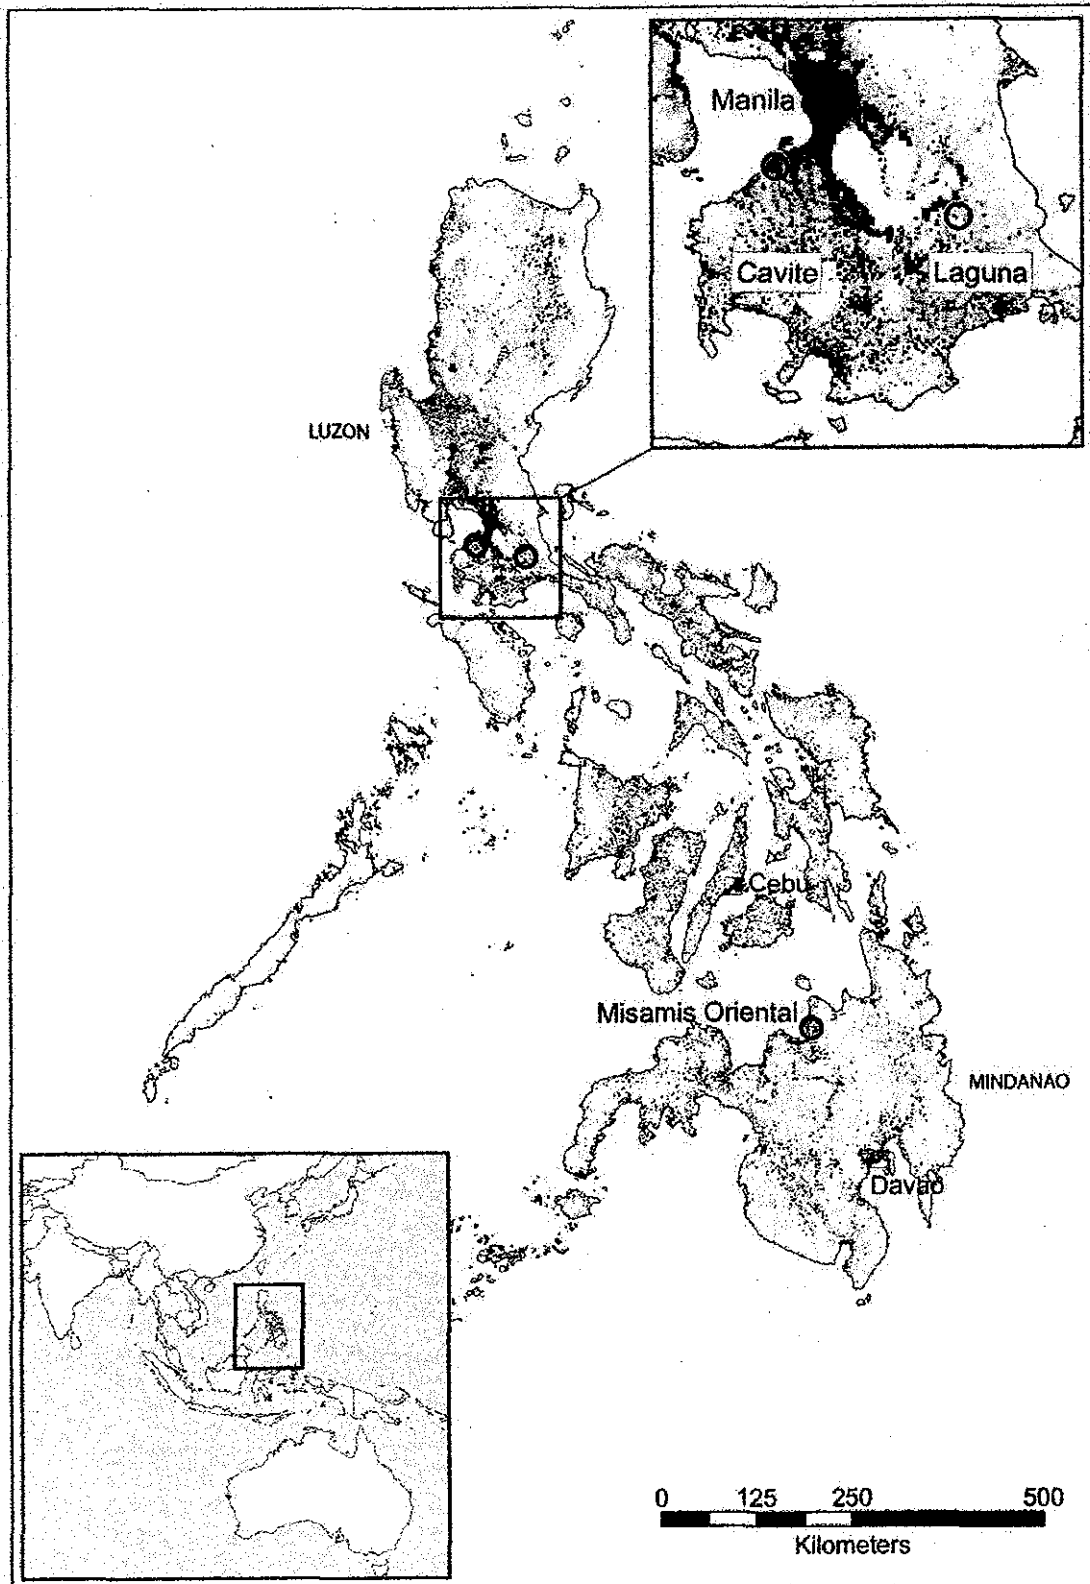 Manila
Cavite
Laguna
LUZON
Cebu
Misamis Oriental
MINDANAO
Davao
0 125 250 500
Kilometers